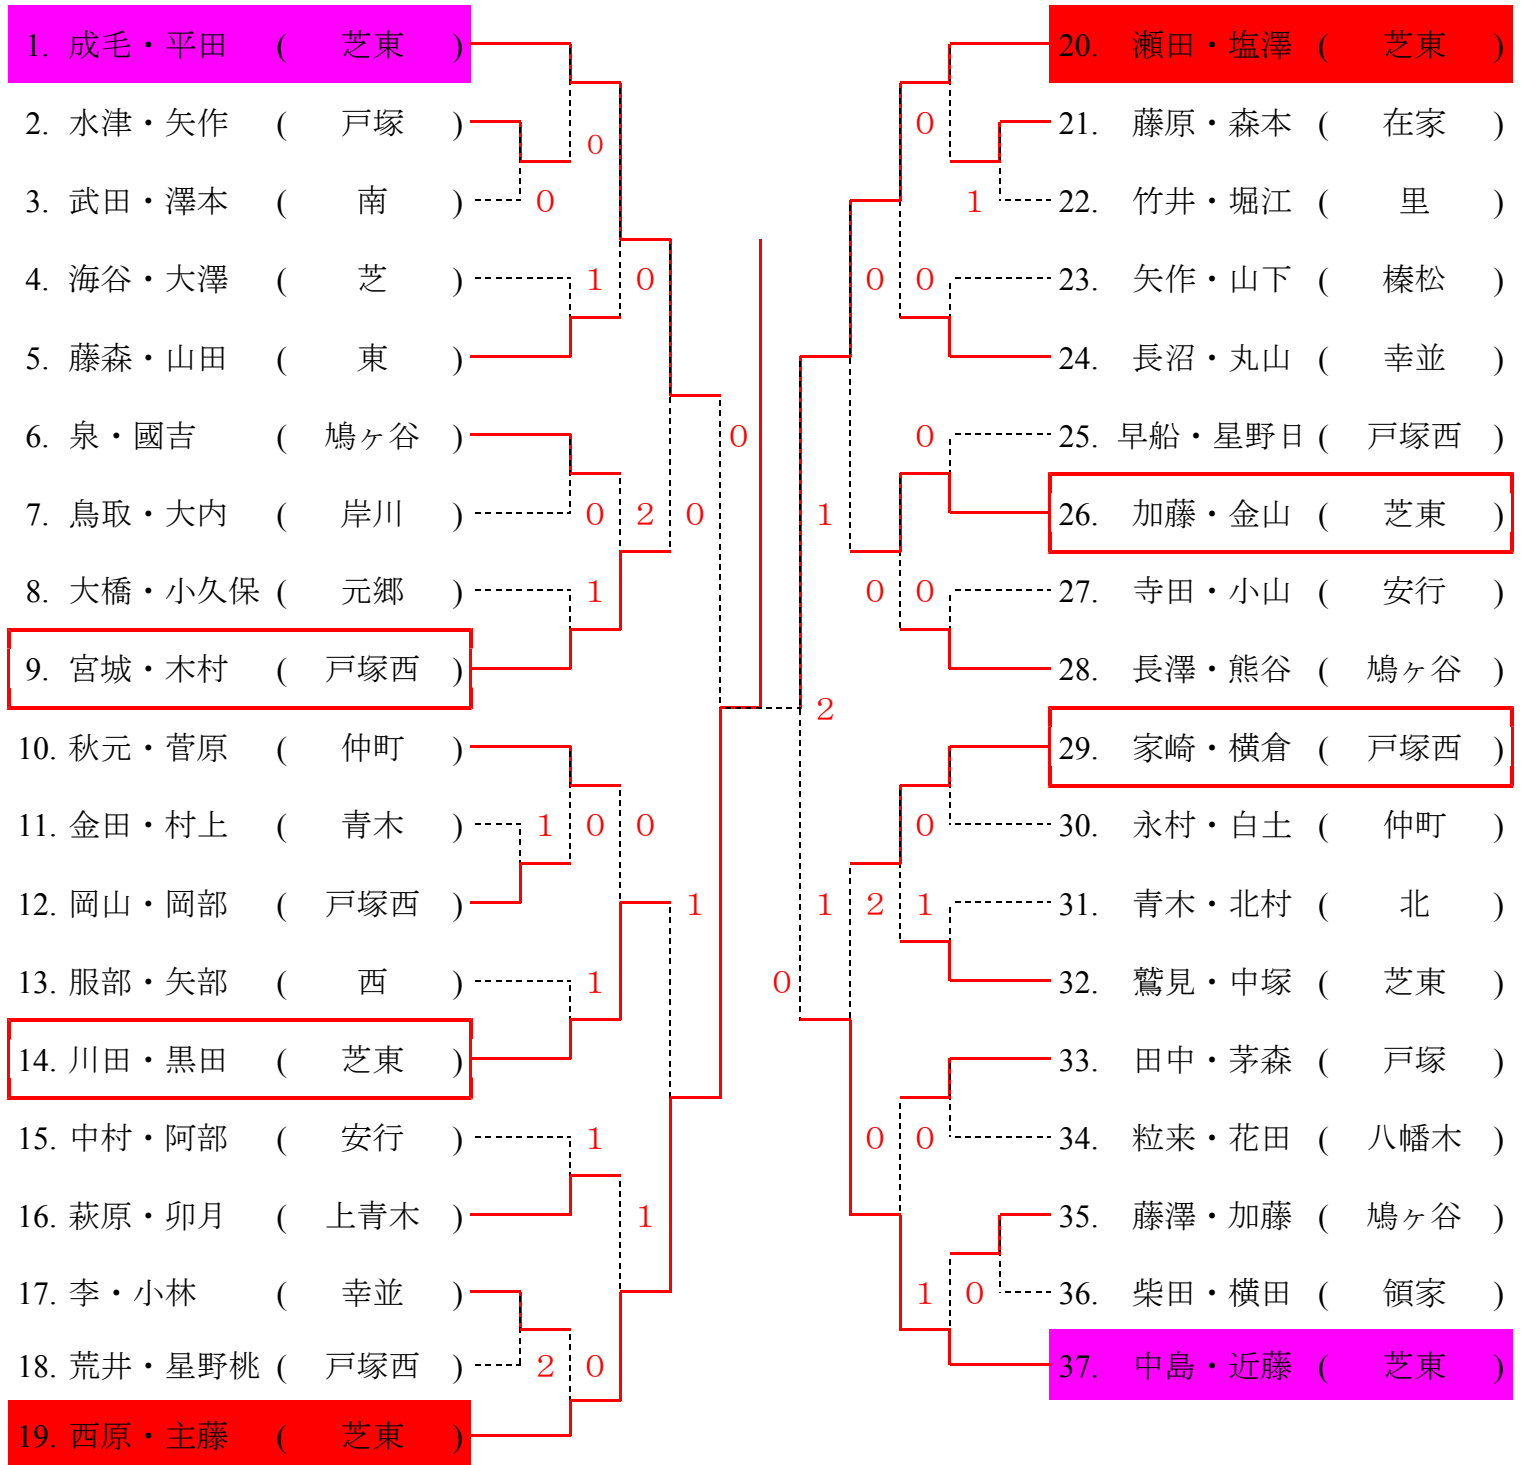 1. 成毛・平田 ( 芝東 )
2. 水津・矢作 ( 戸塚 )
0
3. 武田・澤本 ( 南 )
0
4. 海谷・大澤 ( 芝 )
1 0
5. 藤森・山田 ( 東 )
6. 泉・國吉 ( 鳩ヶ谷 )
0
7. 鳥取・大内 ( 岸川 )
0 2 0
8. 大橋・小久保 ( 元郷 )
1
9. 宮城・木村 ( 戸塚西 )
10. 秋元・菅原 ( 仲町 )
11. 金田・村上 ( 青木 )
1 0 0
12. 岡山・岡部 ( 戸塚西 )
1
13. 服部・矢部 ( 西 )
1
14. 川田・黒田 ( 芝東 )
15. 中村・阿部 ( 安行 )
1
16. 萩原・卯月 ( 上青木 )
1
17. 李・小林 ( 幸並 )
18. 荒井・星野桃 ( 戸塚西 )
2 0
19. 西原・主藤 ( 芝東 )
20. 瀬田・塩澤 ( 芝東 )
0
21. 藤原・森本 ( 在家 )
1
22. 竹井・堀江 ( 里 )
0 0
23. 矢作・山下 ( 榛松 )
24. 長沼・丸山 ( 幸並 )
0
25. 早船・星野日 ( 戸塚西 )
1
26. 加藤・金山 ( 芝東 )
0 0
27. 寺田・小山 ( 安行 )
28. 長澤・熊谷 ( 鳩ヶ谷 )
2
29. 家崎・横倉 ( 戸塚西 )
0
30. 永村・白土 ( 仲町 )
1 2 1
31. 青木・北村 ( 北 )
0
32. 鷲見・中塚 ( 芝東 )
33. 田中・茅森 ( 戸塚 )
0 0
34. 粒来・花田 ( 八幡木 )
35. 藤澤・加藤 ( 鳩ヶ谷 )
1 0
36. 柴田・横田 ( 領家 )
37. 中島・近藤 ( 芝東 )